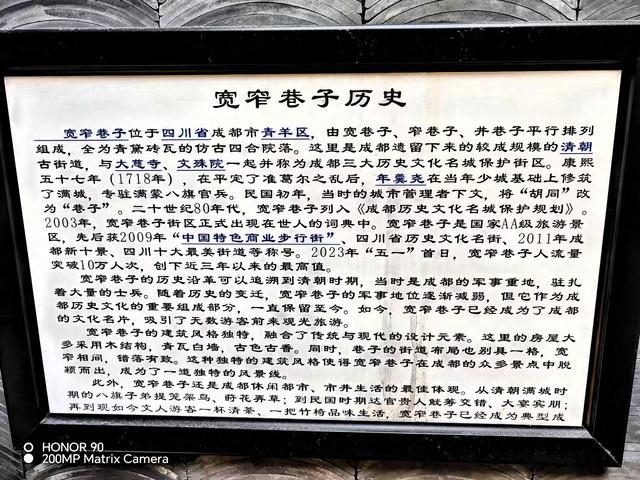 宽窄巷子历史
宽窄巷子位于四川省成都市青羊区，由宽巷子、窄巷子、井巷子平行排列
组成，全为青黛砖瓦的仿古四合院落。这里是成都遗留下来的较成规模的清朝
古街道，与大慈寺、文殊院一起并称为成都三大历史文化名城保护街区。康熙
五十七年（1718年），在平定了准葛尔之乱后，年羹尧在当年少城基础上修筑
了满城，专驻满蒙八旗官兵。民国初年，当时的城市管理者下文，将“胡同”改
为“巷子”。二十世纪80年代，宽窄巷子列入《成都历史文化名城保护规划》。
2003年，宽窄巷子街区正式出现在世人的词典中。宽窄巷子是国家AA级旅游景
区，先后获2009年“中国特色商业步行街”、四川省历史文化名街、2011年成
都新十景、四川十大最美街道等称号。2023年“五一”首日，宽窄巷子人流量
突破10万人次，创下近三年以来的最高值。
宽窄巷子的历史沿革可以追溯到清朝时期，当时是成都的军事重地，驻扎
着大量的士兵。随着历史的变迁，宽窄巷子的军事地位逐渐减弱，但它作为成
都历史文化的重要组成部分，一直保留至今。如今，宽窄巷子已经成为了成都
的文化名片，吸引了无数游客前来观光旅游。
宽窄巷子的建筑风格独特，融合了传统与现代的设计元素。这里的房屋大
多采用木结构，青瓦白墙，古色古香。同时，巷子的街道布局也别具一格，宽
窄相间，错落有致。这种独特的建筑风格使得宽窄巷子在成都的众多景点中脱
颖而出，成为了一道独特的风景线。
此外，宽窄巷子还是成都休闲都市、市井生活的最佳体现。从清朝满城时
期的八旗子弟提笼架鸟、莳花弄草；到民国时期达官贵人觥筹交错、大宴宾朋；
再到现如今文人游客一杯清茶、一把竹椅品味生活，宽窄巷子已经成为典型成
HONOR 90
200MP Matrix Camera